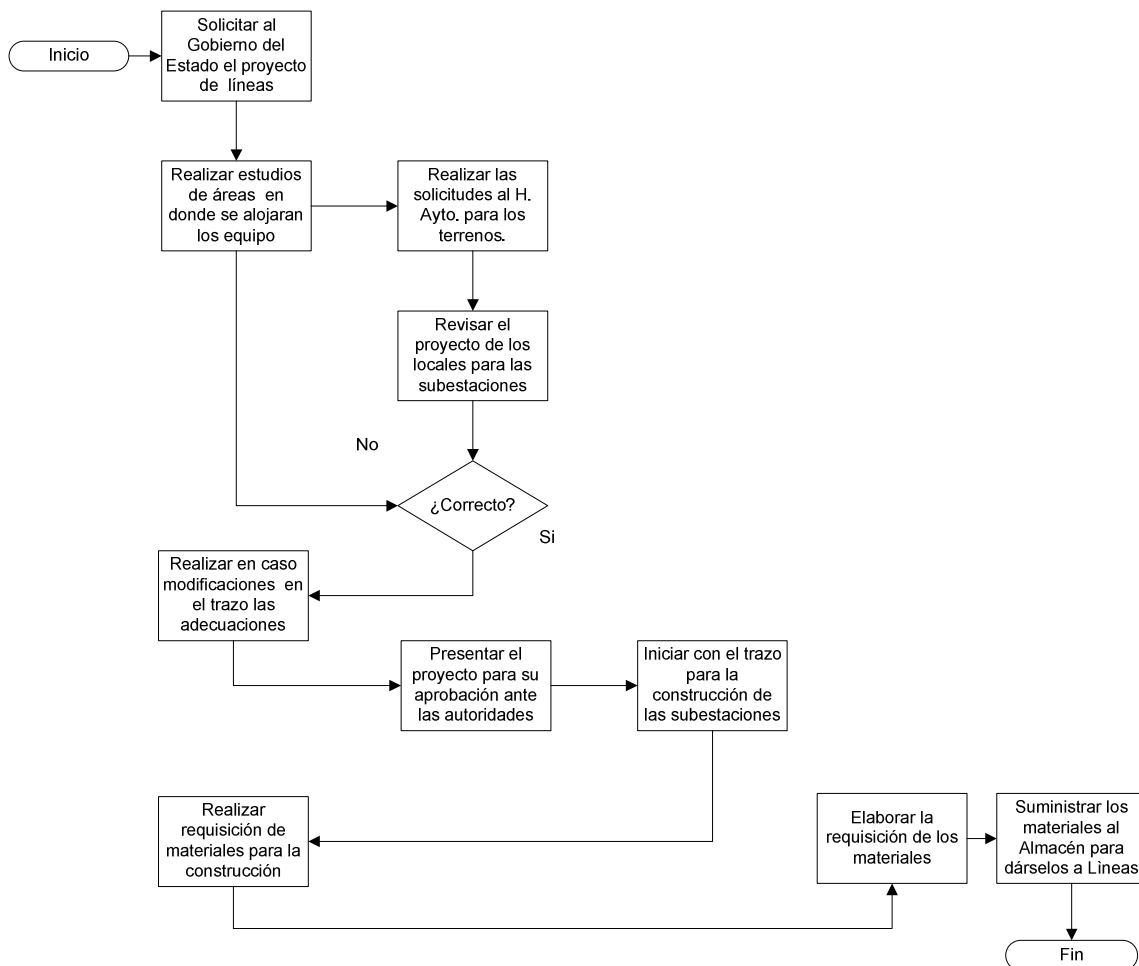 Inicio
Solicitar al
Gobierno del
Estado el proyecto
de líneas
Realizar estudios
de áreas en
donde se alojaran
los equipo
Realizar las
solicitudes al H.
Ayto. para los
terrenos.
Revisar el
proyecto de los
locales para las
subestaciones
No
¿Correcto?
Si
Realizar en caso
modificaciones en
el trazo las
adecuaciones
Presentar el
proyecto para su
aprobación ante
las autoridades
Iniciar con el trazo
para la
construcción de
las subestaciones
Realizar
requisición de
materiales para la
construcción
Elaborar la
requisición de los
materiales
Suministrar los
materiales al
Almacén para
dárselos a Lìneas
Fin